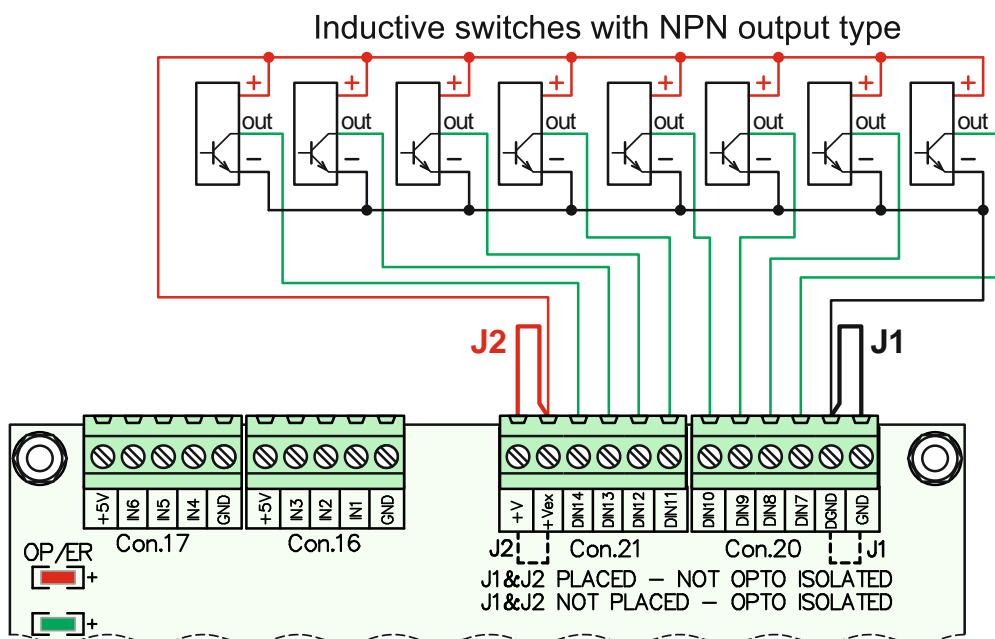 Inductive switches with NPN output type
+ + + + + + + +
out out out out out out out out
− − − − − − − −
J2 J1
+5V IN6 IN5 IN4 GND +5V IN3 IN2 IN1 GND +V +Vex DIN14 DIN13 DIN12 DIN11 DIN10 DIN9 DIN8 DIN7 DGND GND
Con.17 Con.16 J2 Con.21 Con.20 J1
OP/ER
+
J1&J2 PLACED – NOT OPTO ISOLATED
J1&J2 NOT PLACED – OPTO ISOLATED
+